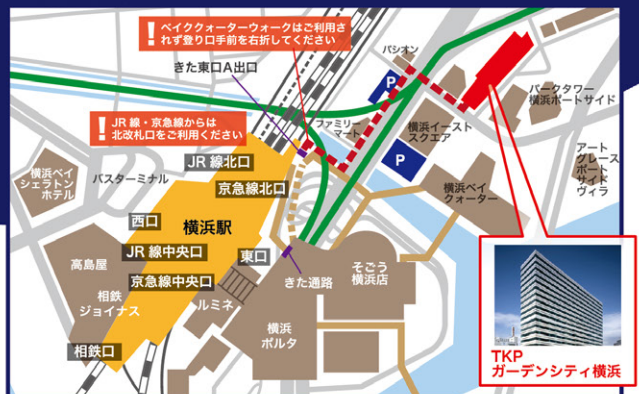 ベイククォーターウォークはご利用さ
れず登り口手前を右折してください
きた東口A出口
JR線・京急線からは
北改札口をご利用ください
パシオン
P
ファミリー
マート
横浜イースト
スクエア
P
パークタワー
横浜ポートサイド
アート
グレース
ポート
サイド
ヴィラ
横浜ベイ
シェラトン
ホテル
バスターミナル
JR線北口
京急線北口
横浜ベイ
クォーター
西口
横浜駅
高島屋
JR線中央口
東口
京急線中央口
きた通路
そごう
横浜店
相鉄
ジョイナス
ルミネ
横浜
ポルタ
相鉄口
TKP
ガーデンシティ横浜